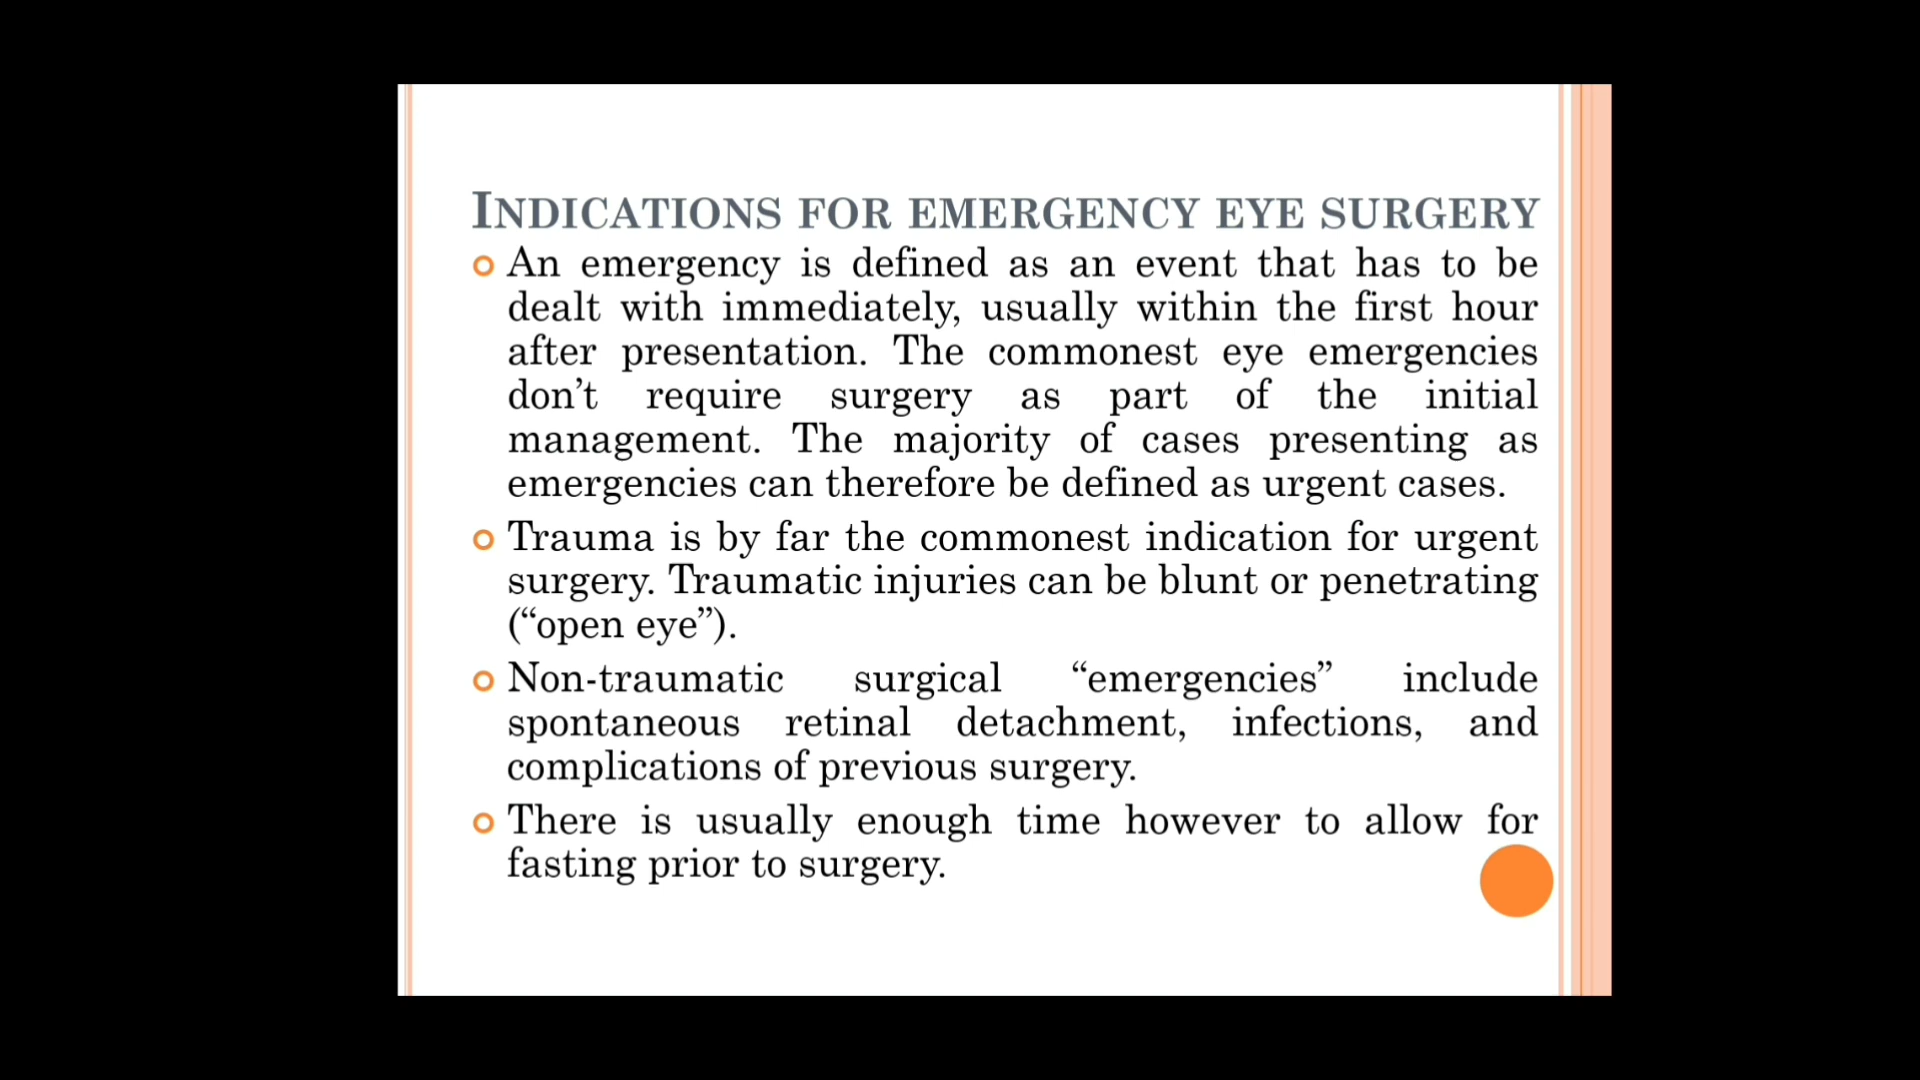 INDICATIONS FOR EMERGENCY EYE SURGERY
An emergency is defined as an event that has to be
dealt with immediately, usually within the first hour
after presentation. The commonest eye emergencies
don’t require surgery as part of the initial
management. The majority of cases presenting as
emergencies can therefore be defined as urgent cases.
Trauma is by far the commonest indication for urgent
surgery. Traumatic injuries can be blunt or penetrating
(“open eye”).
Non-traumatic surgical “emergencies” include
spontaneous retinal detachment, infections, and
complications of previous surgery.
There is usually enough time however to allow for
fasting prior to surgery.